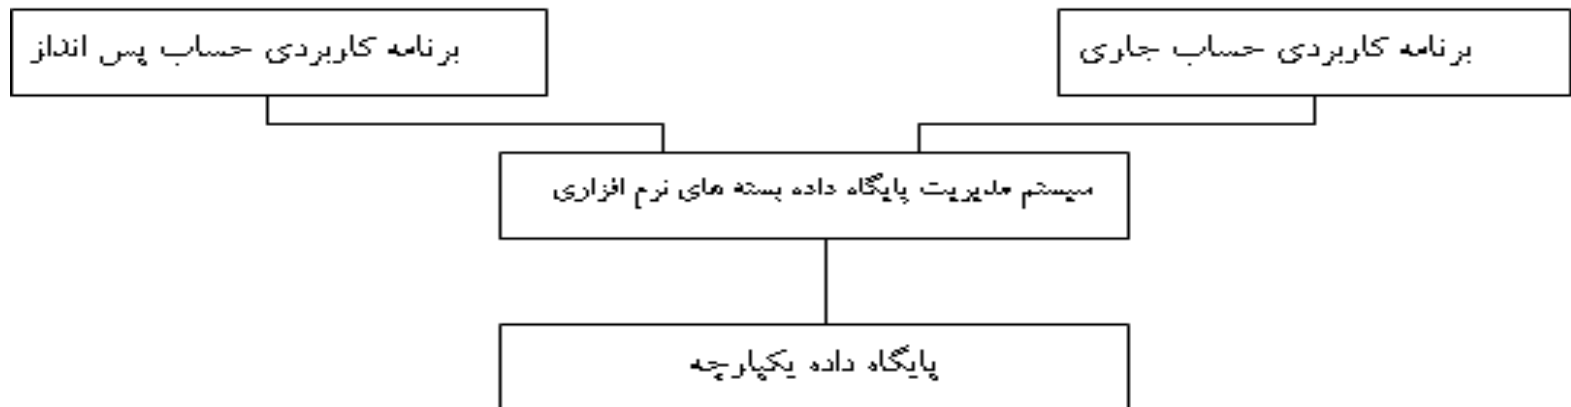 برنامه کاربردی حساب جاری
برنامه کاربردی حساب پس انداز
سیستم مدیریت پایگاه داده بسته های نرم افزاری
پایگاه داده یکپارچه